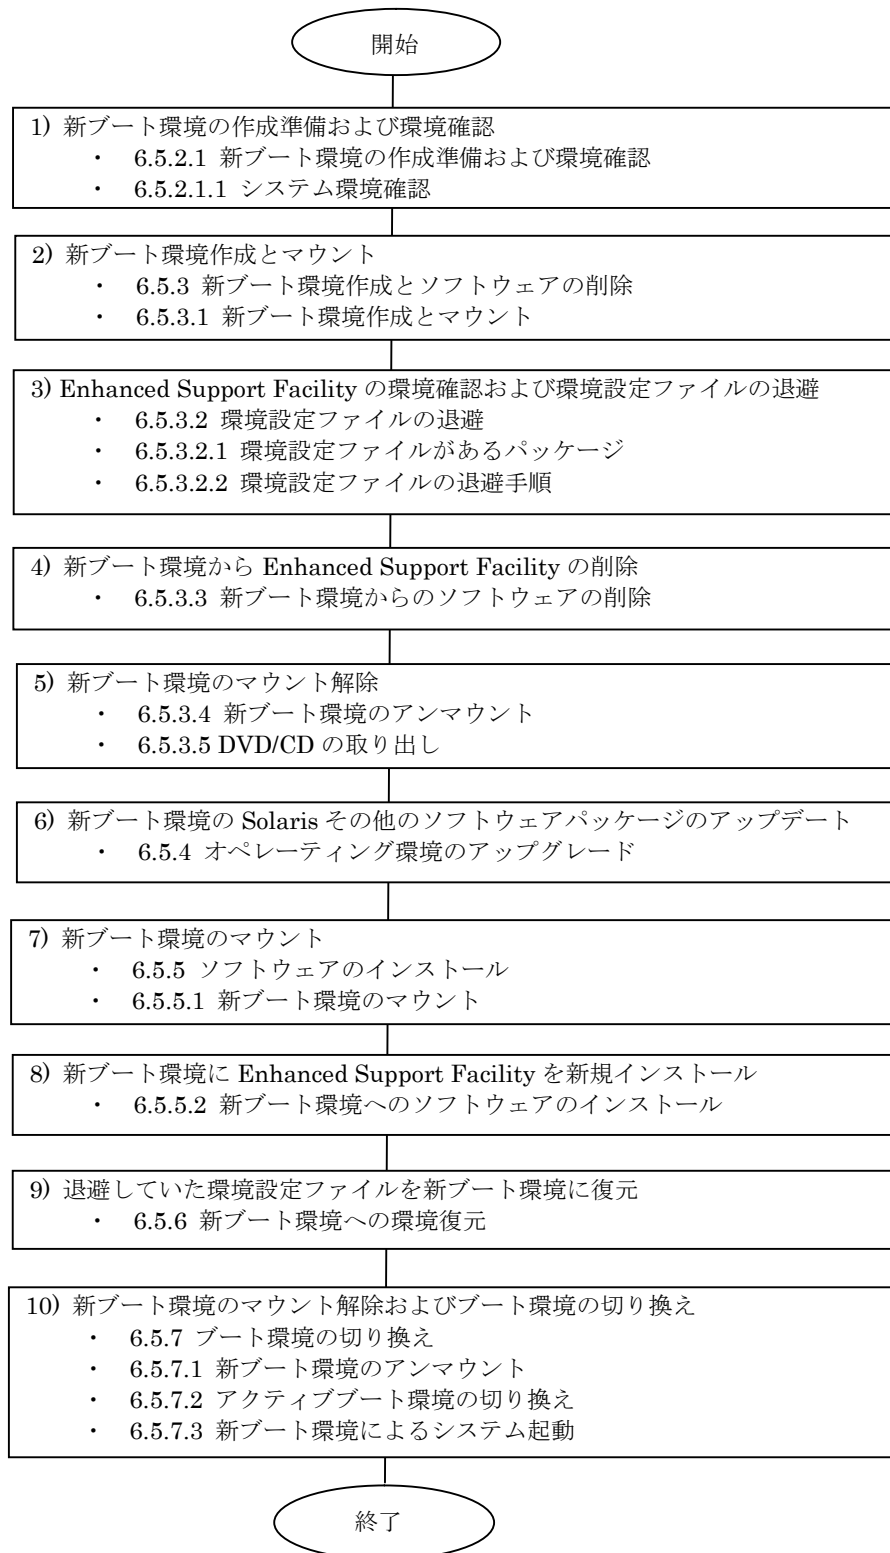 開始
1) 新ブート環境の作成準備および環境確認
・ 6.5.2.1 新ブート環境の作成準備および環境確認
・ 6.5.2.1.1 システム環境確認
2) 新ブート環境作成とマウント
・ 6.5.3 新ブート環境作成とソフトウェアの削除
・ 6.5.3.1 新ブート環境作成とマウント
3) Enhanced Support Facility の環境確認および環境設定ファイルの退避
・ 6.5.3.2 環境設定ファイルの退避
・ 6.5.3.2.1 環境設定ファイルがあるパッケージ
・ 6.5.3.2.2 環境設定ファイルの退避手順
4) 新ブート環境から Enhanced Support Facility の削除
・ 6.5.3.3 新ブート環境からのソフトウェアの削除
5) 新ブート環境のマウント解除
・ 6.5.3.4 新ブート環境のアンマウント
・ 6.5.3.5 DVD/CD の取り出し
6) 新ブート環境の Solaris その他のソフトウェアパッケージのアップデート
・ 6.5.4 オペレーティング環境のアップグレード
7) 新ブート環境のマウント
・ 6.5.5 ソフトウェアのインストール
・ 6.5.5.1 新ブート環境のマウント
8) 新ブート環境に Enhanced Support Facility を新規インストール
・ 6.5.5.2 新ブート環境へのソフトウェアのインストール
9) 退避していた環境設定ファイルを新ブート環境に復元
・ 6.5.6 新ブート環境への環境復元
10) 新ブート環境のマウント解除およびブート環境の切り換え
・ 6.5.7 ブート環境の切り換え
・ 6.5.7.1 新ブート環境のアンマウント
・ 6.5.7.2 アクティブブート環境の切り換え
・ 6.5.7.3 新ブート環境によるシステム起動
終了